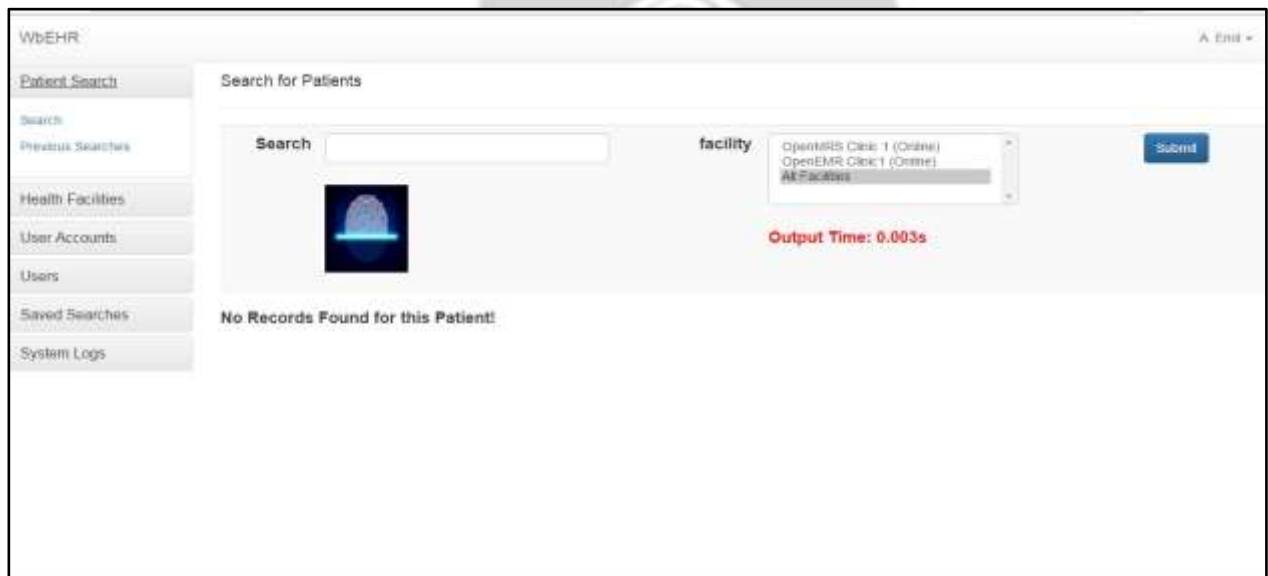 WbEHR
A. Emit
Patient Search
Search
Previous Searches
Health Facilities
User Accounts
Users
Saved Searches
System Logs
Search for Patients
Search
facility
OpenMRS Clinic 1 (Online)
OpenEMR Clinic1 (Online)
All Facilities
Submit
Output Time: 0.003s
No Records Found for this Patient!